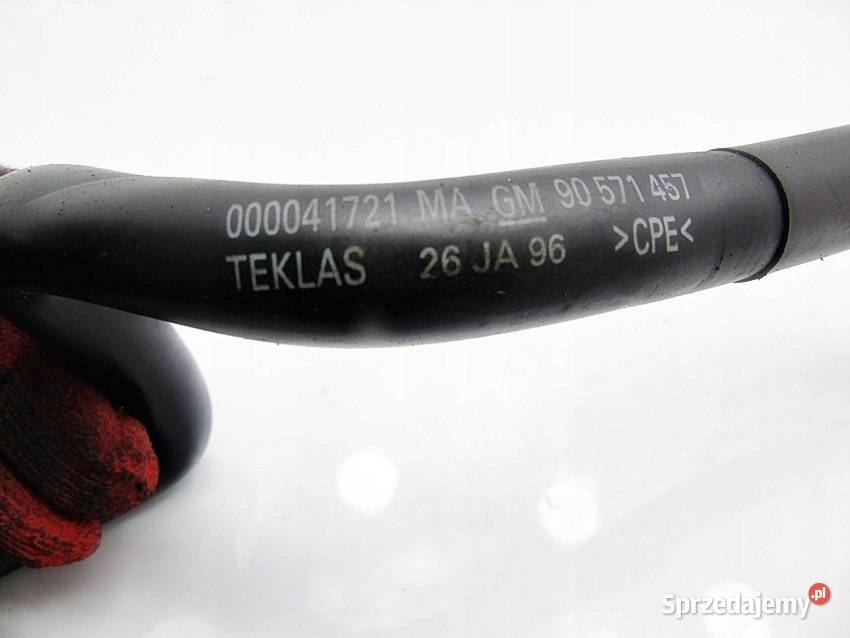 000041721 MA GM 90 571 457
TEKLAS 26 JA 96 >CPE<
Sprzedajemy.pl